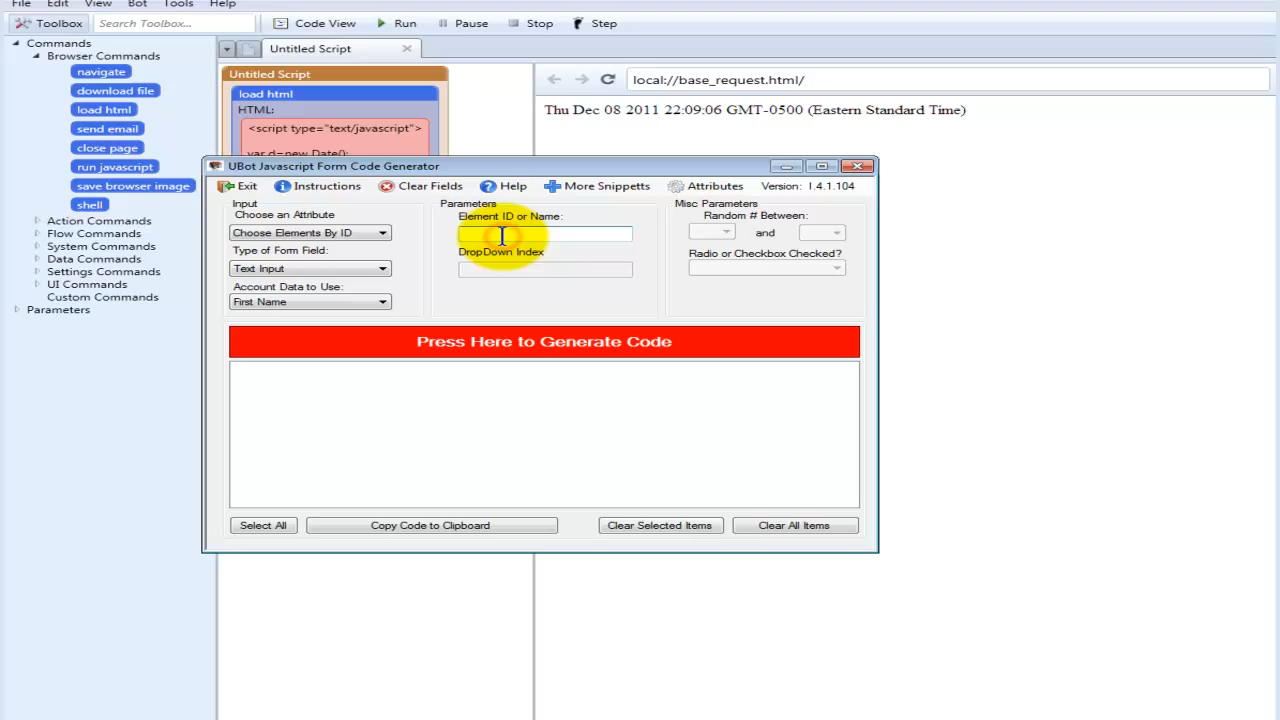 File Edit View Bot Tools Help
Toolbox Search Toolbox... Code View Run Pause Stop Step
Commands
Browser Commands
navigate
download file
load html
send email
close page
run javascript
save browser image
shell
Action Commands
Flow Commands
System Commands
Data Commands
Settings Commands
UI Commands
Custom Commands
Parameters
Untitled Script
Untitled Script
load html
HTML:
<script type="text/javascript">
var d=new Date();
local://base_request.html/
Thu Dec 08 2011 22:09:06 GMT-0500 (Eastern Standard Time)
UBot Javascript Form Code Generator
Exit Instructions Clear Fields Help More Snippetts Attributes Version: 1.4.1.104
Input
Choose an Attribute
Choose Elements By ID
Type of Form Field:
Text Input
Account Data to Use:
First Name
Parameters
Element ID or Name:
DropDown Index
Misc Parameters
Random # Between:
and
Radio or Checkbox Checked?
Press Here to Generate Code
Select All Copy Code to Clipboard Clear Selected Items Clear All Items